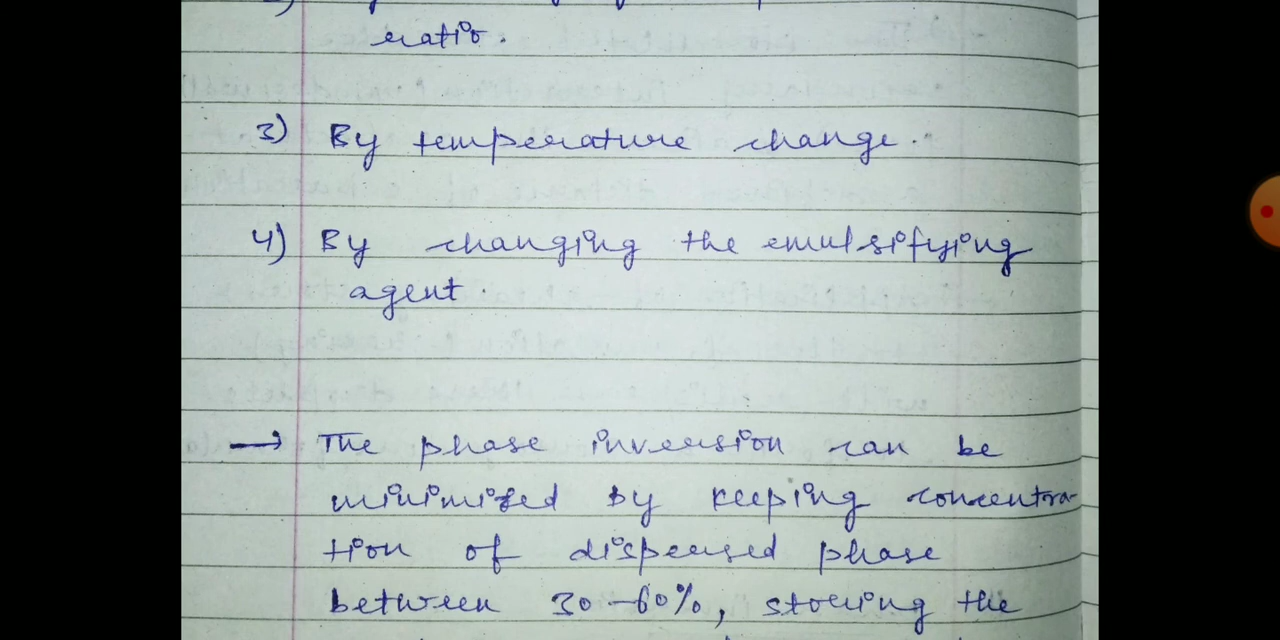 ratio.
3) By temperature change.
4) By changing the emulsifying
agent.
→ The phase inversion can be
minimized by keeping concentra-
tion of dispersed phase
between 30-60%, storing the